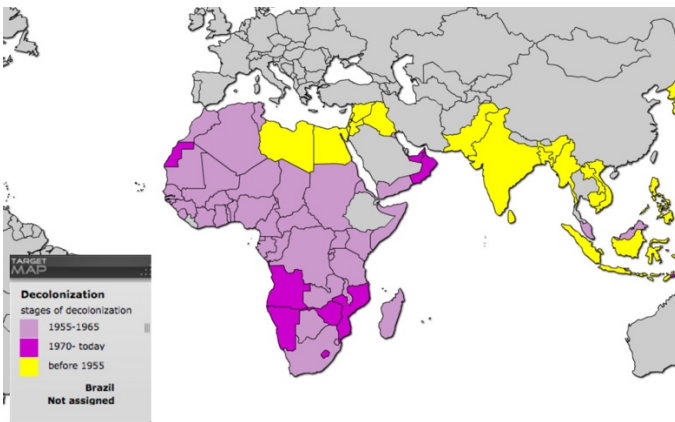 TARGET
MAP
Decolonization
stages of decolonization
1955-1965
1970- today
before 1955
Brazil
Not assigned